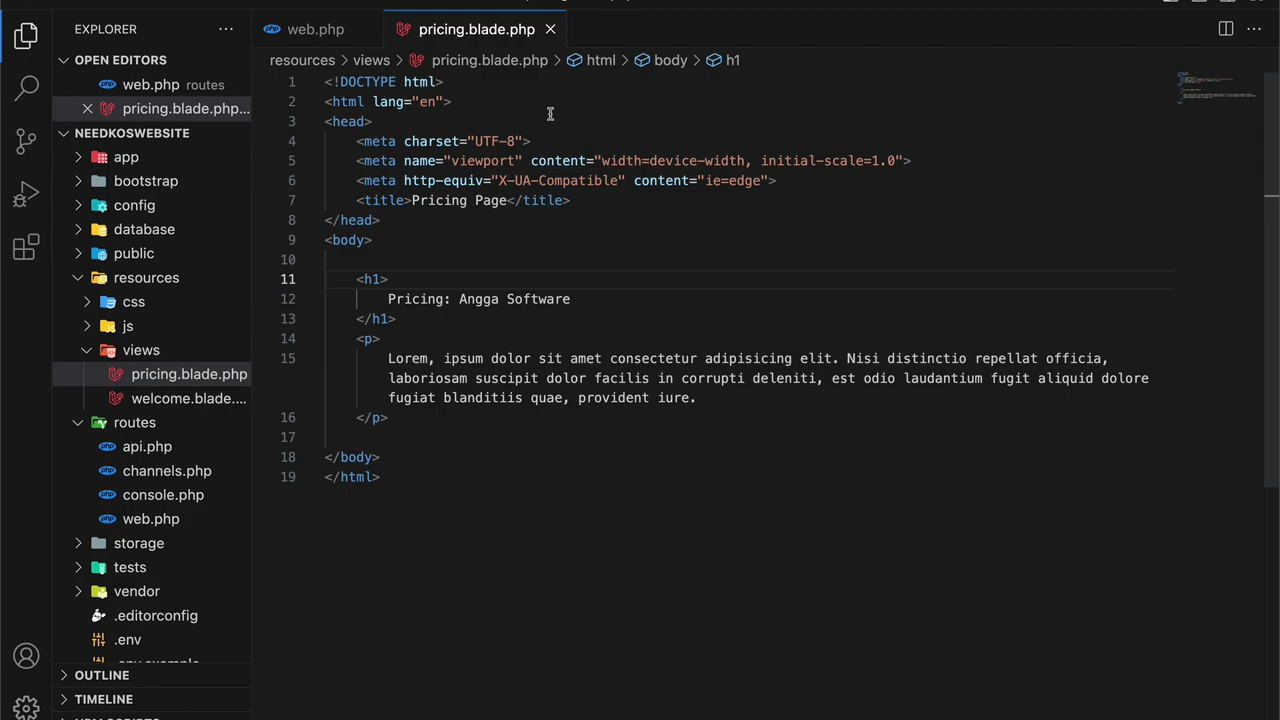 EXPLORER
OPEN EDITORS
web.php routes
pricing.blade.php...
NEEDKOSWEBSITE
app
bootstrap
config
database
public
resources
css
js
views
pricing.blade.php
welcome.blade....
routes
api.php
channels.php
console.php
web.php
storage
tests
vendor
.editorconfig
.env
.env.example
OUTLINE
TIMELINE
web.php
pricing.blade.php
resources > views > pricing.blade.php > html > body > h1
1 <!DOCTYPE html>
2 <html lang="en">
3 <head>
4 <meta charset="UTF-8">
5 <meta name="viewport" content="width=device-width, initial-scale=1.0">
6 <meta http-equiv="X-UA-Compatible" content="ie=edge">
7 <title>Pricing Page</title>
8 </head>
9 <body>
10
11 <h1>
12 Pricing: Angga Software
13 </h1>
14 <p>
15 Lorem, ipsum dolor sit amet consectetur adipisicing elit. Nisi distinctio repellat officia,
laboriosam suscipit dolor facilis in corrupti deleniti, est odio laudantium fugit aliquid dolore
fugiat blanditiis quae, provident iure.
16 </p>
17
18 </body>
19 </html>